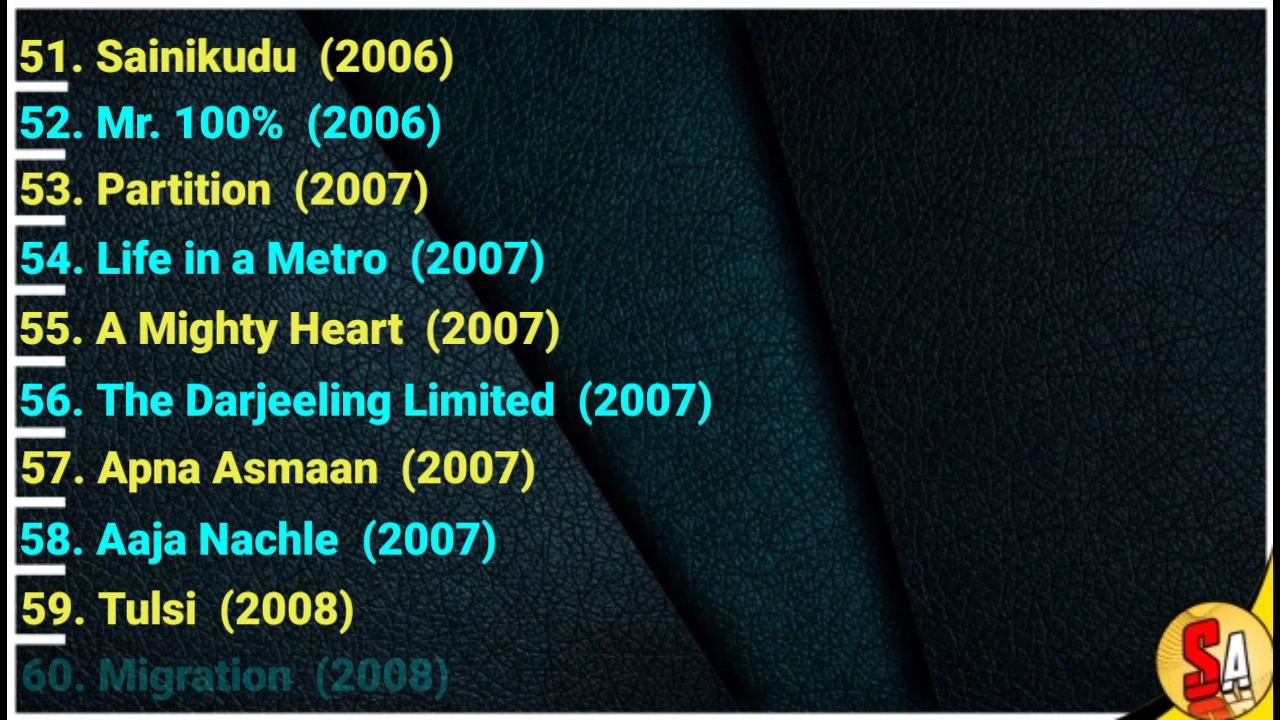 51. Sainikudu (2006)
52. Mr. 100% (2006)
53. Partition (2007)
54. Life in a Metro (2007)
55. A Mighty Heart (2007)
56. The Darjeeling Limited (2007)
57. Apna Asmaan (2007)
58. Aaja Nachle (2007)
59. Tulsi (2008)
60. Migration (2008)
SA